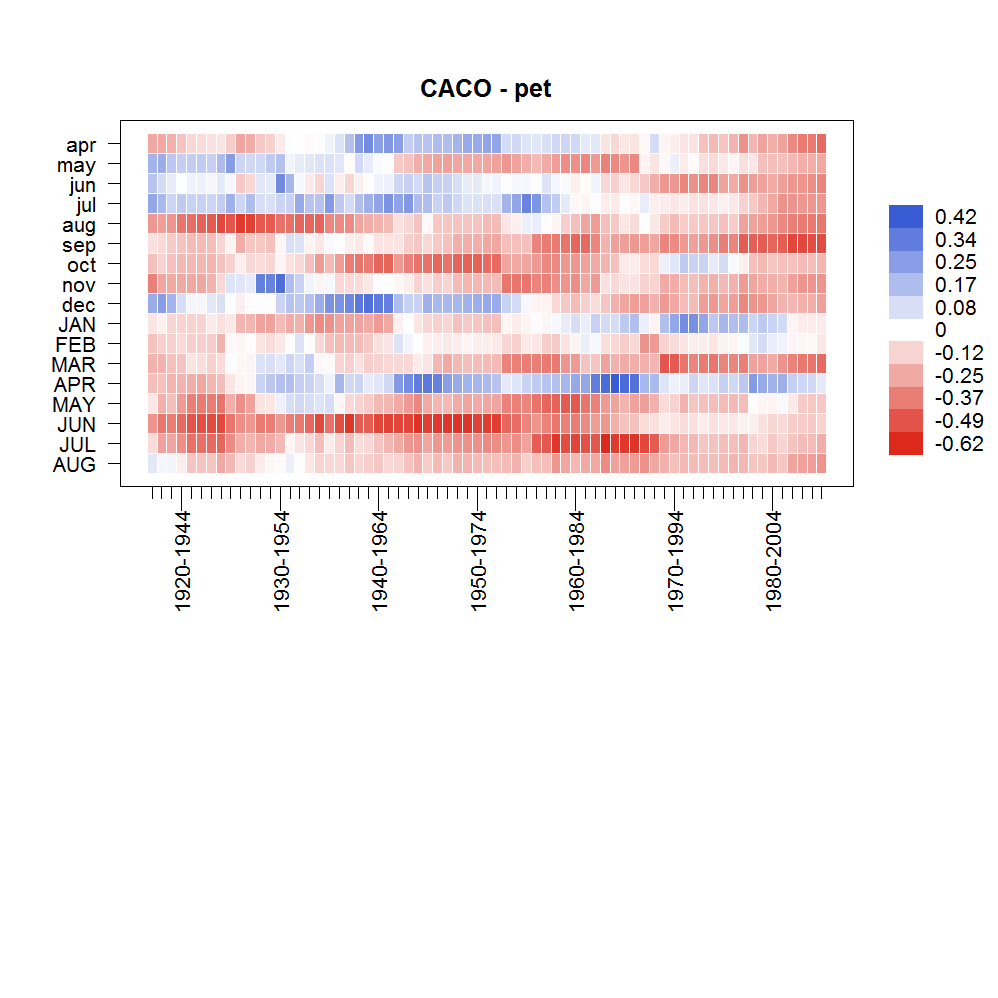 CACO - pet
apr
may
jun
jul
aug
sep
oct
nov
dec
JAN
FEB
MAR
APR
MAY
JUN
JUL
AUG
0.42
0.34
0.25
0.17
0.08
0
-0.12
-0.25
-0.37
-0.49
-0.62
1920-1944
1930-1954
1940-1964
1950-1974
1960-1984
1970-1994
1980-2004